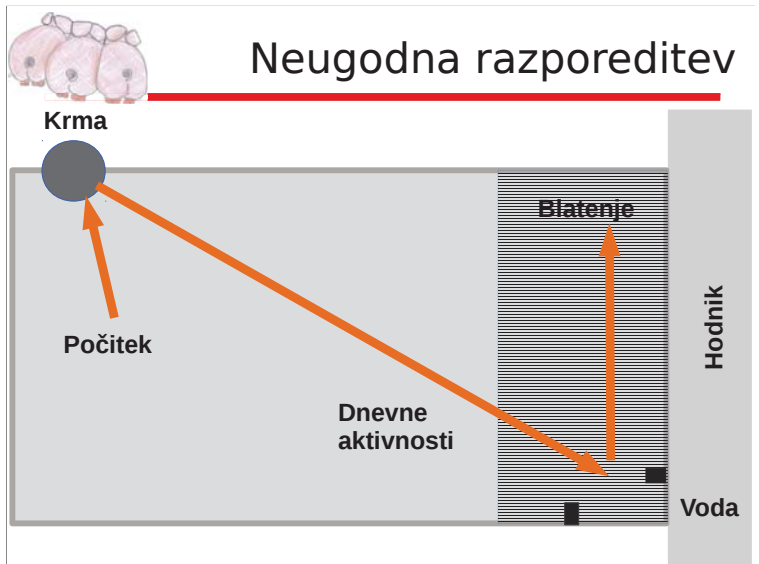 Neugodna razporeditev
Krma
Blatenje
Hodnik
Počitek
Dnevne
aktivnosti
Voda